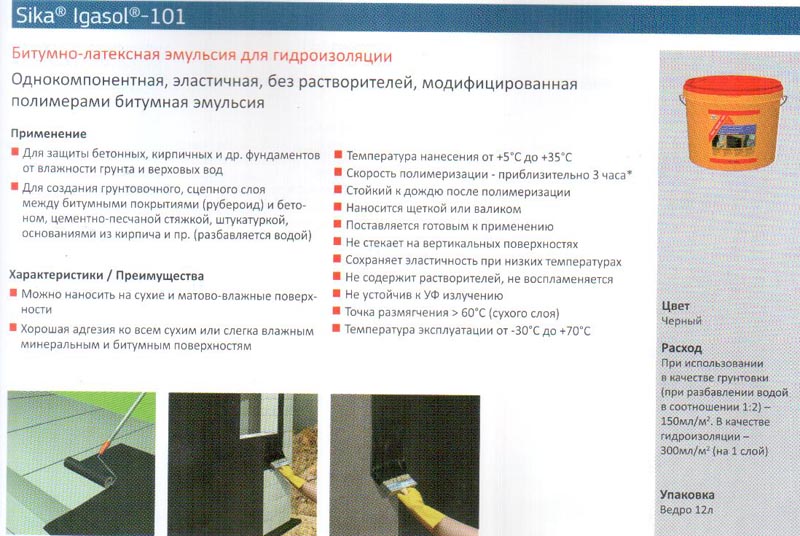 Sika® Igasol®-101
Битумно-латексная эмульсия для гидроизоляции
Однокомпонентная, эластичная, без растворителей, модифицированная
полимерами битумная эмульсия
Применение
Для защиты бетонных, кирпичных и др. фундаментов
от влажности грунта и верховых вод
Для создания грунтовочного, сцепного слоя
между битумными покрытиями (рубероид) и бето-
ном, цементно-песчаной стяжкой, штукатуркой,
основаниями из кирпича и пр. (разбавляется водой)
Характеристики / Преимущества
Можно наносить на сухие и матово-влажные поверх-
ности
Хорошая адгезия ко всем сухим или слегка влажным
минеральным и битумным поверхностям
Температура нанесения от +5°С до +35°С
Скорость полимеризации - приблизительно 3 часа*
Стойкий к дождю после полимеризации
Наносится щеткой или валиком
Поставляется готовым к применению
Не стекает на вертикальных поверхностях
Сохраняет эластичность при низких температурах
Не содержит растворителей, не воспламеняется
Не устойчив к УФ излучению
Точка размягчения > 60°С (сухого слоя)
Температура эксплуатации от -30°С до +70°С
Цвет
Черный
Расход
При использовании
в качестве грунтовки
(при разбавлении водой
в соотношении 1:2) –
150мл/м². В качестве
гидроизоляции –
300мл/м² (на 1 слой)
Упаковка
Ведро 12л